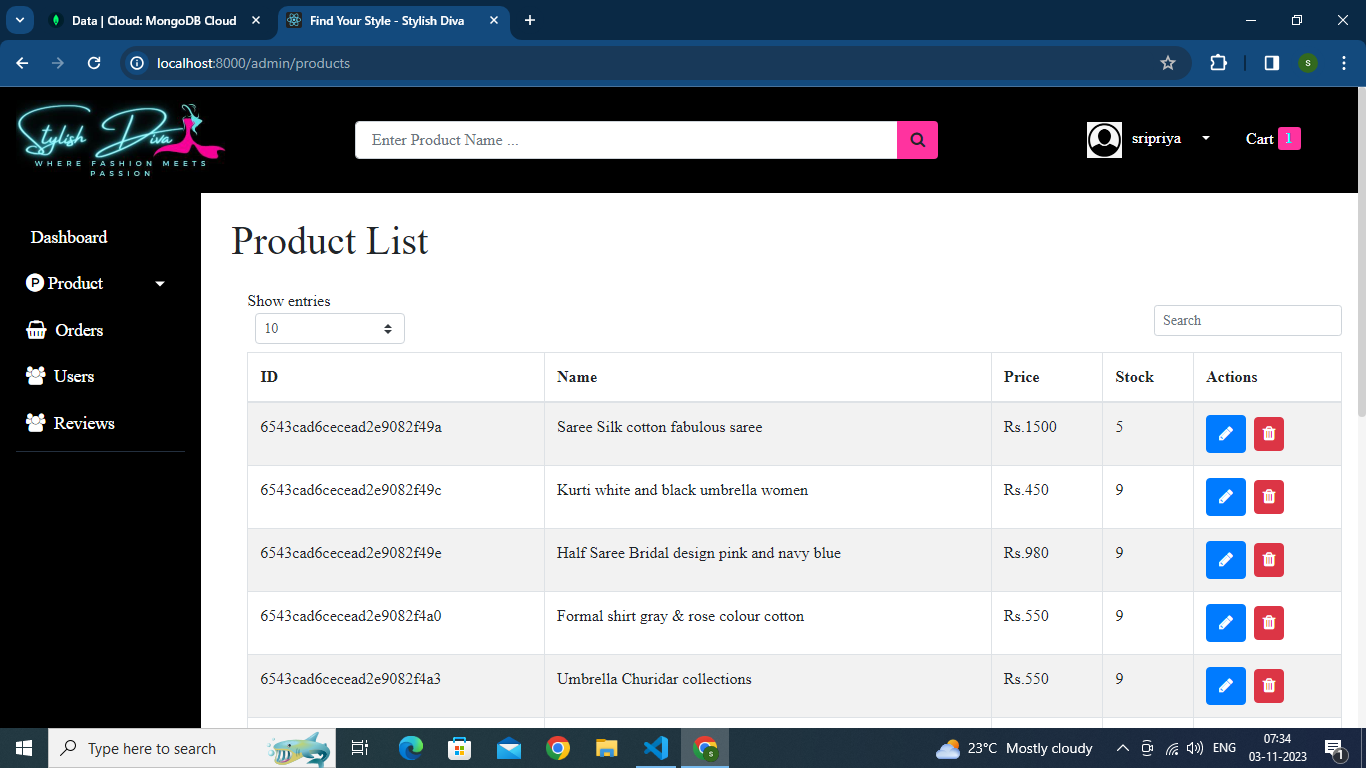 Data | Cloud: MongoDB Cloud
Find Your Style - Stylish Diva
localhost:8000/admin/products
s
Stylish Diva
WHERE FASHION MEETS
PASSION
Enter Product Name ...
sripriya
Cart 1
Dashboard
P Product
Orders
Users
Reviews
Product List
Show entries
10
Search
ID Name Price Stock Actions
6543cad6cecead2e9082f49a Saree Silk cotton fabulous saree Rs.1500 5
6543cad6cecead2e9082f49c Kurti white and black umbrella women Rs.450 9
6543cad6cecead2e9082f49e Half Saree Bridal design pink and navy blue Rs.980 9
6543cad6cecead2e9082f4a0 Formal shirt gray & rose colour cotton Rs.550 9
6543cad6cecead2e9082f4a3 Umbrella Churidar collections Rs.550 9
Type here to search
s
23°C Mostly cloudy
ENG
07:34
03-11-2023
1